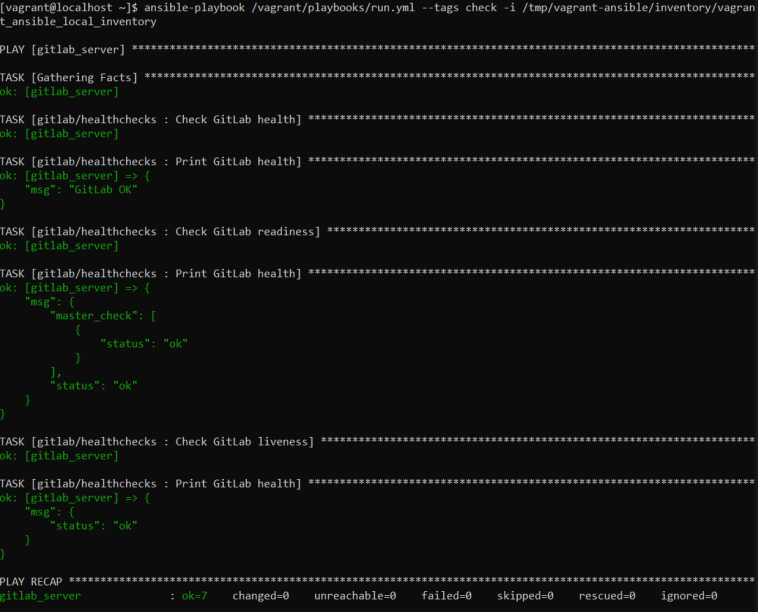 [vagrant@localhost ~]$ ansible-playbook /vagrant/playbooks/run.yml --tags check -i /tmp/vagrant-ansible/inventory/vagran
t_ansible_local_inventory
PLAY [gitlab_server] ***************************************************************************************************
TASK [Gathering Facts] *************************************************************************************************
ok: [gitlab_server]
TASK [gitlab/healthchecks : Check GitLab health] ***********************************************************************
ok: [gitlab_server]
TASK [gitlab/healthchecks : Print GitLab health] ***********************************************************************
ok: [gitlab_server] => {
    "msg": "GitLab OK"
}
TASK [gitlab/healthchecks : Check GitLab readiness] ********************************************************************
ok: [gitlab_server]
TASK [gitlab/healthchecks : Print GitLab health] ***********************************************************************
ok: [gitlab_server] => {
    "msg": {
        "master_check": [
            {
                "status": "ok"
            }
        ],
        "status": "ok"
    }
}
TASK [gitlab/healthchecks : Check GitLab liveness] *********************************************************************
ok: [gitlab_server]
TASK [gitlab/healthchecks : Print GitLab health] ***********************************************************************
ok: [gitlab_server] => {
    "msg": {
        "status": "ok"
    }
}
PLAY RECAP *************************************************************************************************************
gitlab_server              : ok=7    changed=0    unreachable=0    failed=0    skipped=0    rescued=0    ignored=0